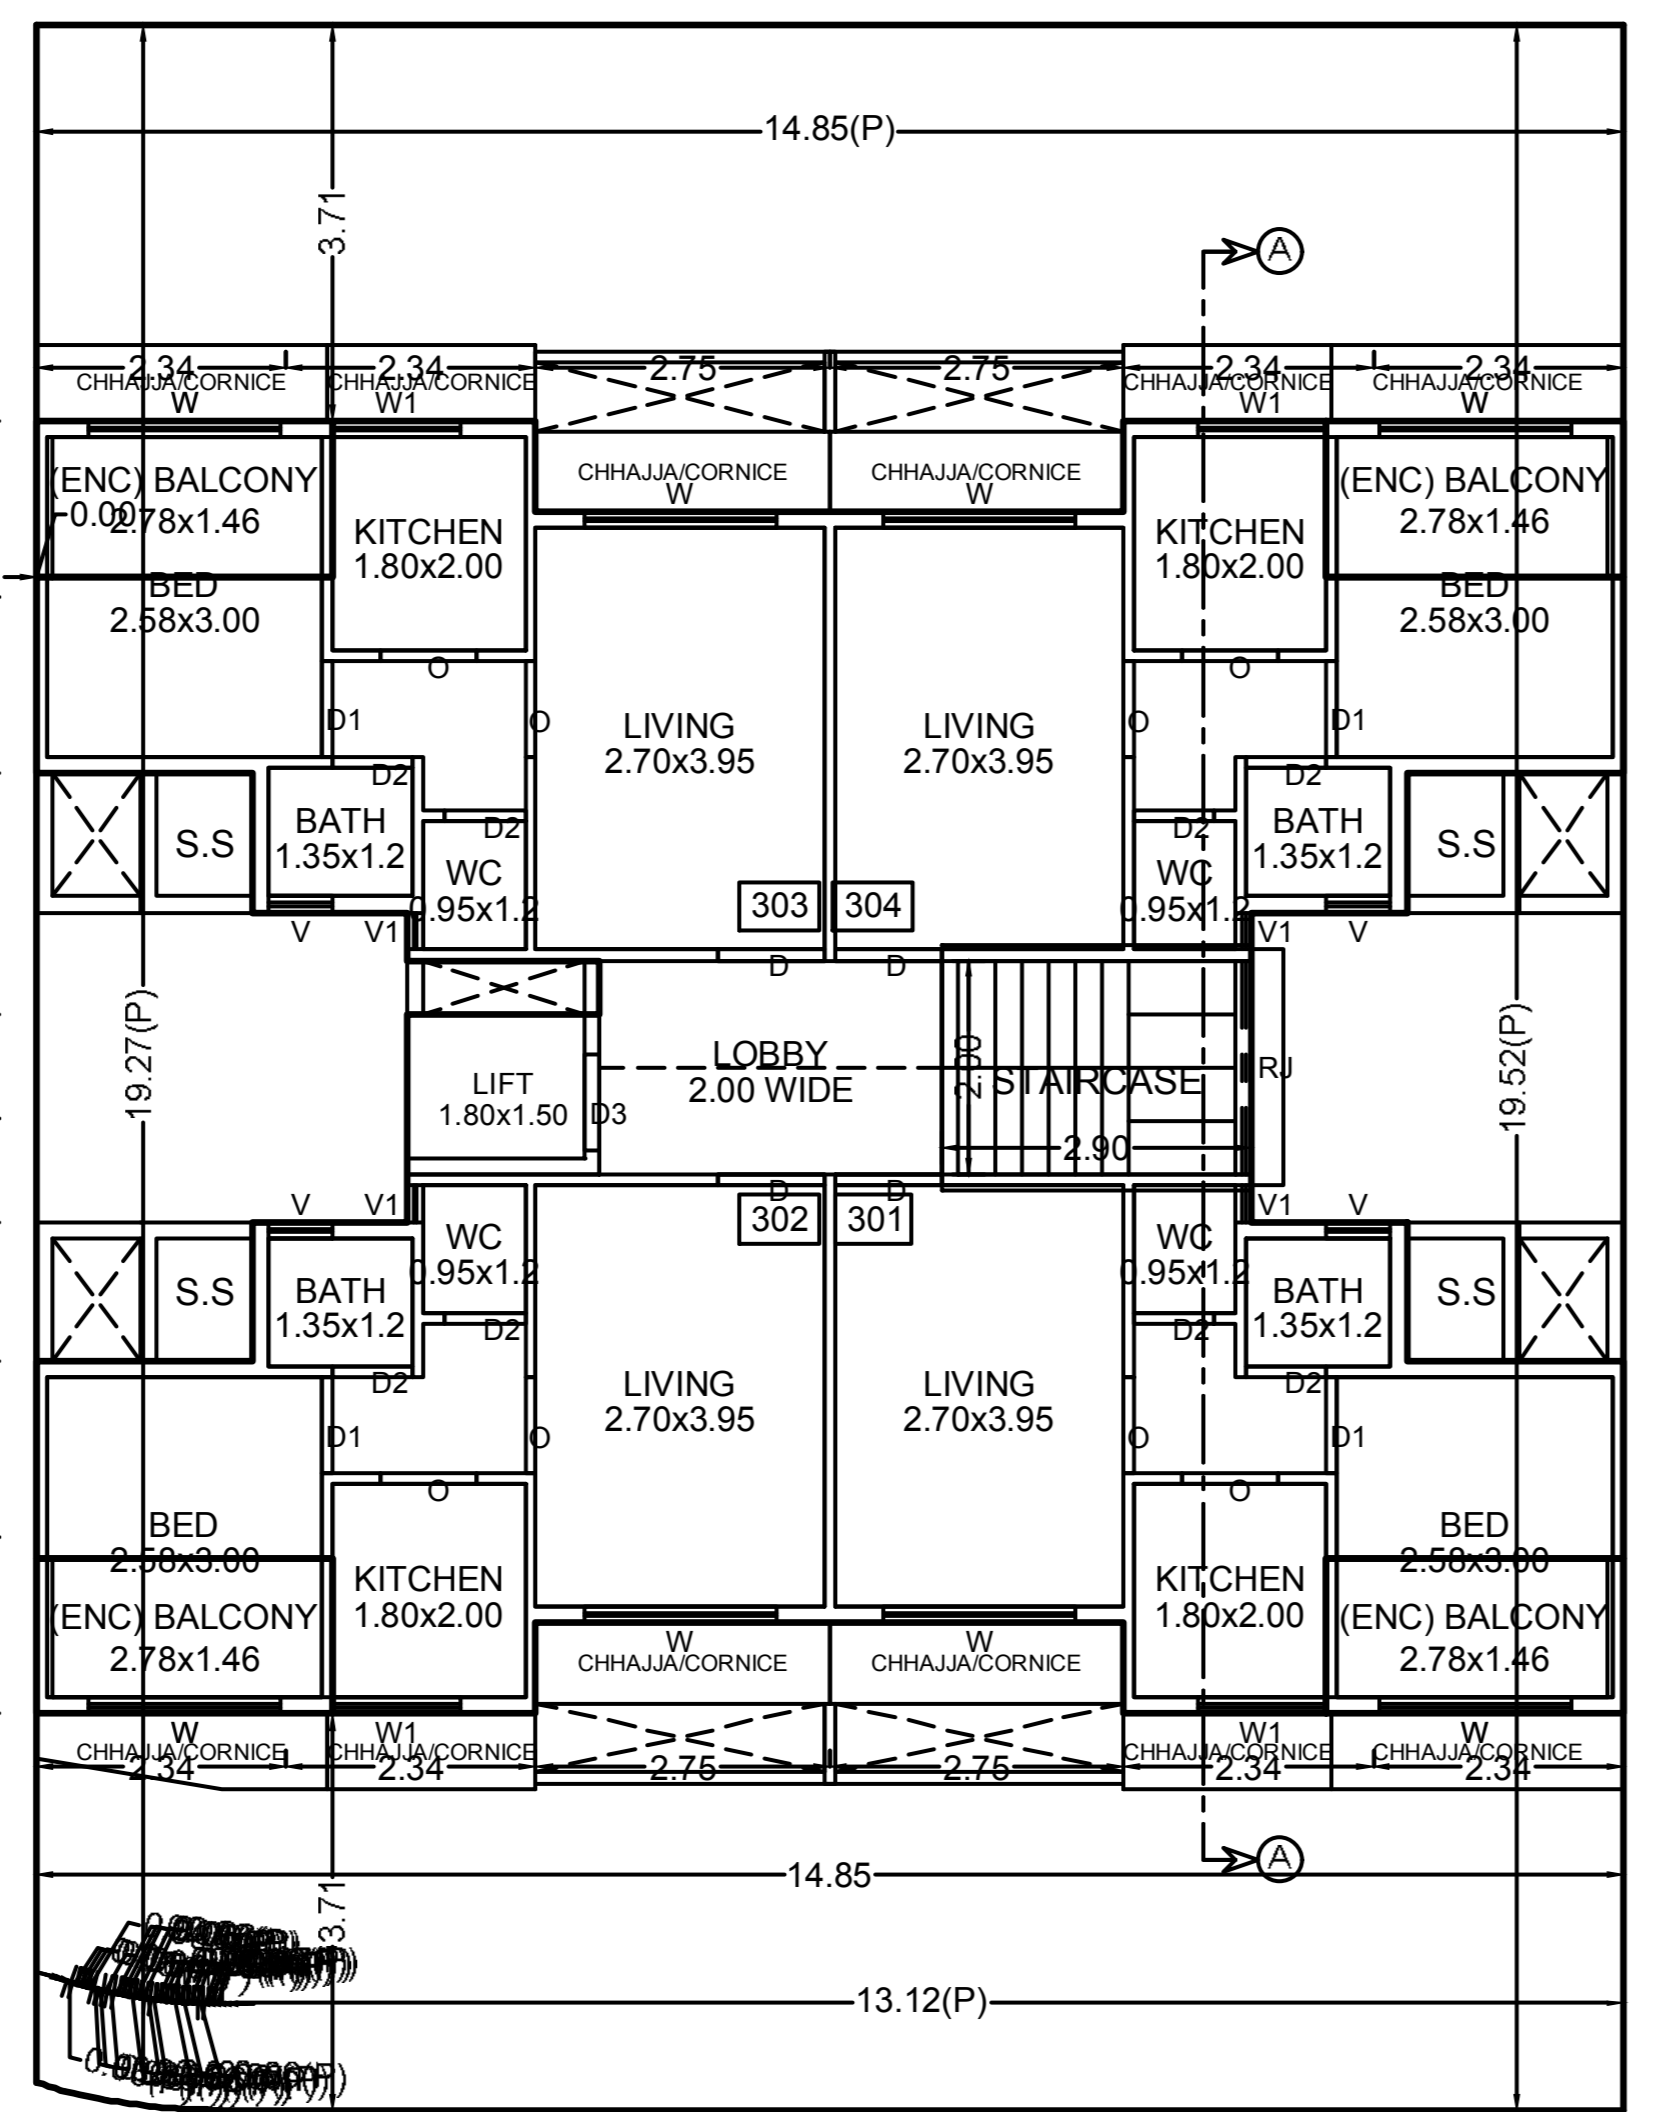 14.85(P)
3.71
A
2.34 2.34 2.75 2.75 2.34 2.34
CHHAJJA/CORNICE CHHAJJA/CORNICE CHHAJJA/CORNICE CHHAJJA/CORNICE
W W1 W1 W
CHHAJJA/CORNICE CHHAJJA/CORNICE
W W
(ENC) BALCONY (ENC) BALCONY
0.00
2.78x1.46 2.78x1.46
KITCHEN KITCHEN
1.80x2.00 1.80x2.00
BED BED
2.58x3.00 2.58x3.00
O O
D1 O O D1
LIVING LIVING
2.70x3.95 2.70x3.95
D2 D2
BATH BATH
1.35x1.2 1.35x1.2
S.S S.S
D2 D2
WC WC
0.95x1.2 0.95x1.2
303 304
V V1 V1 V
D D
19.27(P)
19.52(P)
LOBBY
2.00 WIDE
LIFT
1.80x1.50
D3
2.00
STAIRCASE
RJ
2.90
V V1 V1 V
D D
302 301
WC WC
0.95x1.2 0.95x1.2
S.S S.S
BATH BATH
1.35x1.2 1.35x1.2
D2 D2
D2 D2
LIVING LIVING
2.70x3.95 2.70x3.95
D1 O O D1
O O
BED BED
2.58x3.00 2.58x3.00
KITCHEN KITCHEN
1.80x2.00 1.80x2.00
(ENC) BALCONY (ENC) BALCONY
2.78x1.46 2.78x1.46
W W
CHHAJJA/CORNICE CHHAJJA/CORNICE
W W1 W1 W
CHHAJJA/CORNICE CHHAJJA/CORNICE CHHAJJA/CORNICE CHHAJJA/CORNICE
2.34 2.34 2.75 2.75 2.34 2.34
A
14.85
3.71
13.12(P)